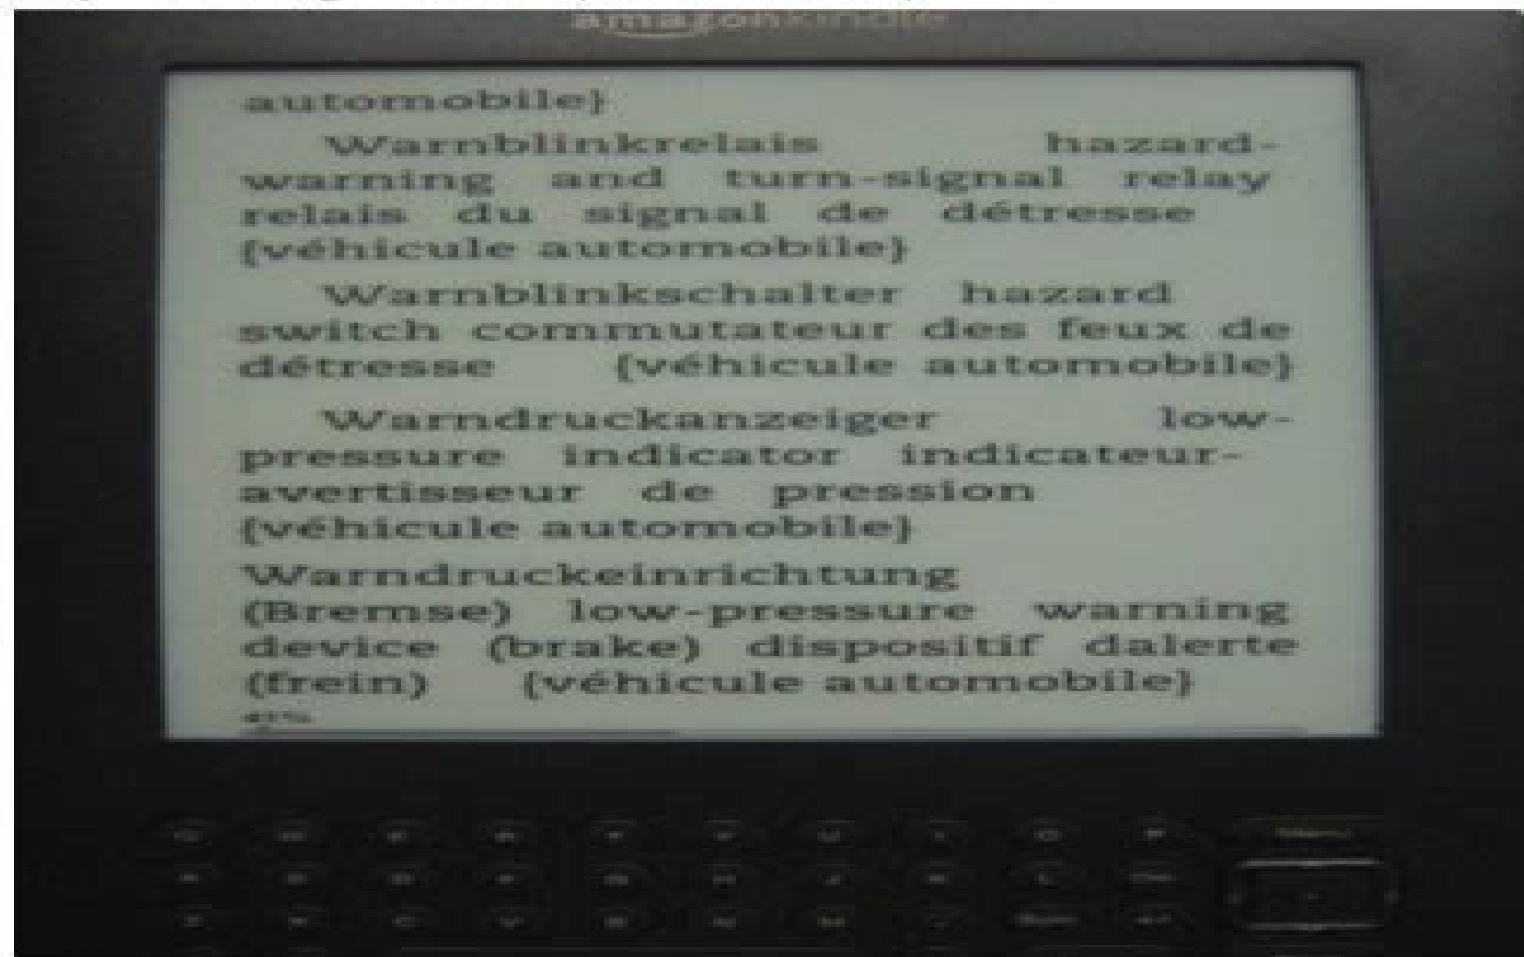 amazonkindle
automobile}
Warnblinkrelais hazard-
warning and turn-signal relay
relais du signal de détresse
{véhicule automobile}
Warnblinkschalter hazard
switch commutateur des feux de
détresse {véhicule automobile}
Warndruckanzeiger low-
pressure indicator indicateur-
avertisseur de pression
{véhicule automobile}
Warndruckeinrichtung
(Bremse) low-pressure warning
device (brake) dispositif dalerte
(frein) {véhicule automobile}
Menu